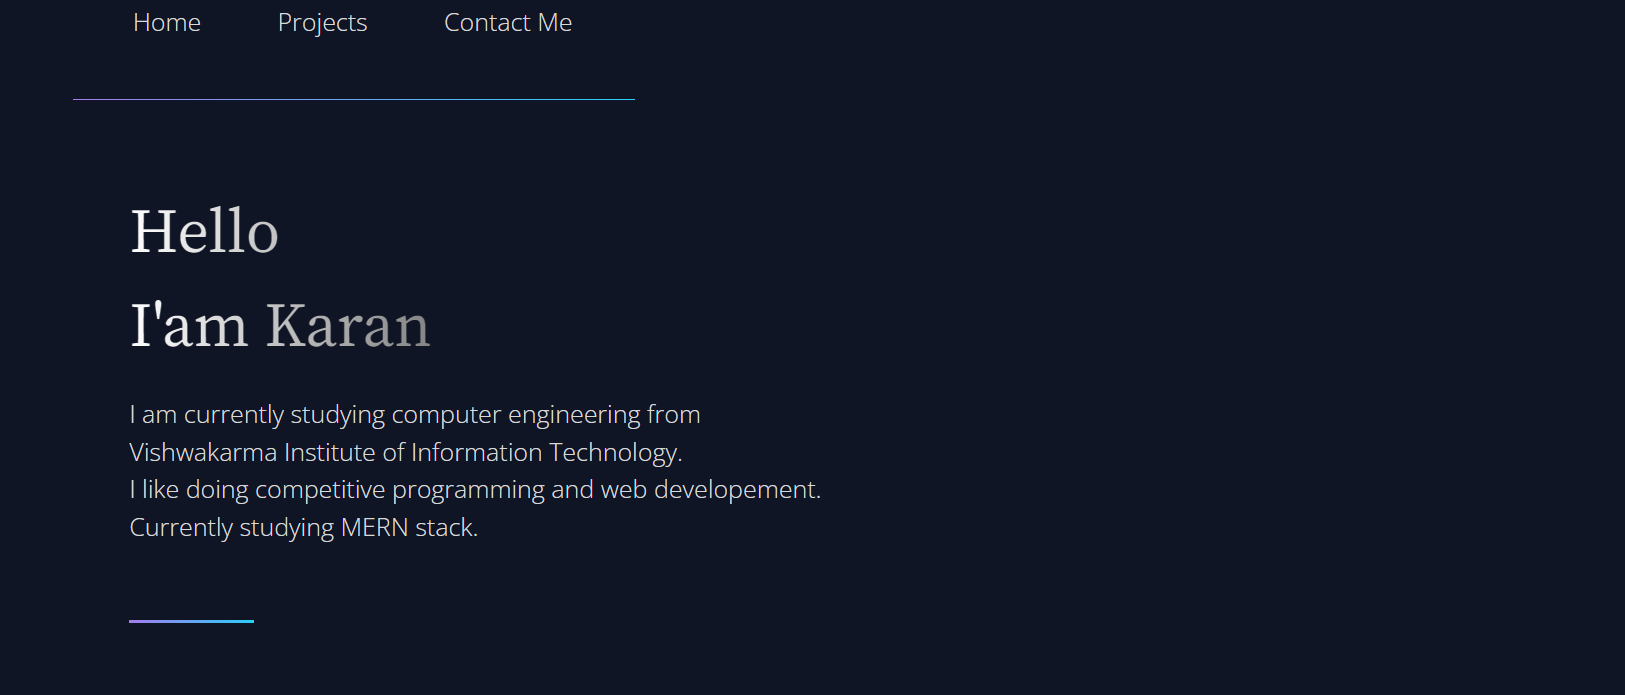 Home Projects Contact Me
Hello
I'am Karan
I am currently studying computer engineering from
Vishwakarma Institute of Information Technology.
I like doing competitive programming and web developement.
Currently studying MERN stack.